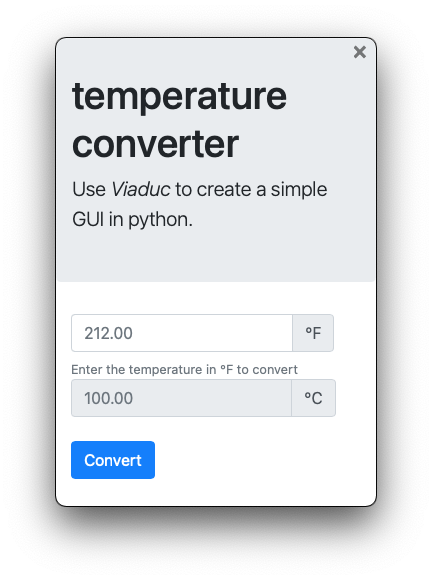 ×
temperature
converter
Use Viaduc to create a simple
GUI in python.
212.00 °F
Enter the temperature in °F to convert
100.00 °C
Convert